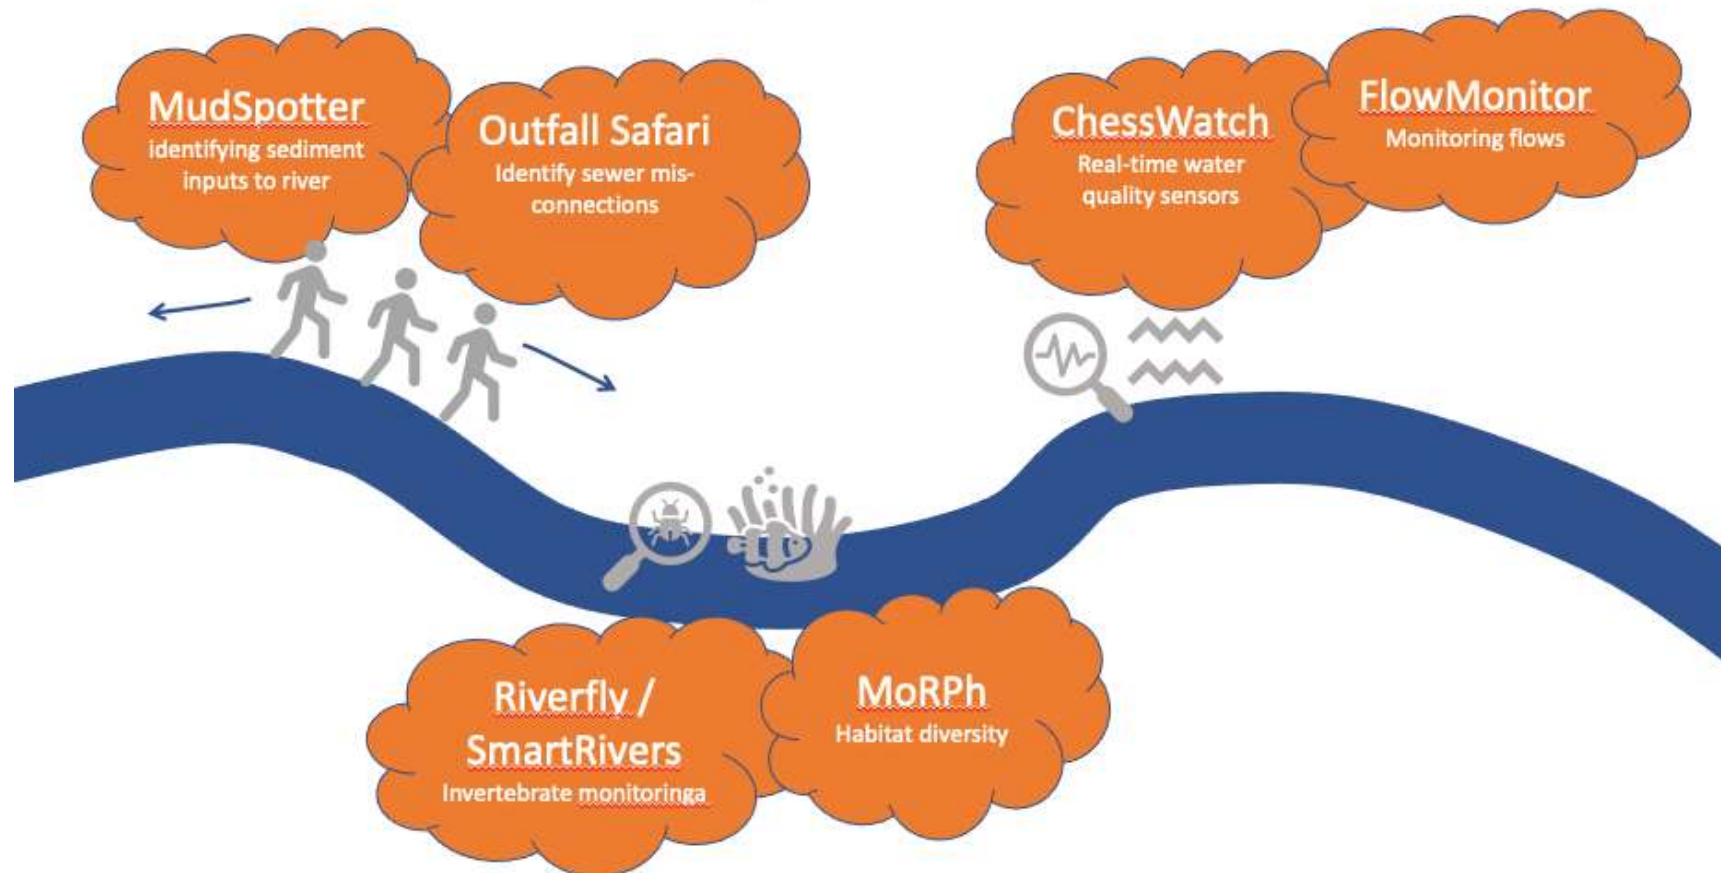 MudSpotter
identifying sediment
inputs to river
Outfall Safari
Identify sewer mis-
connections
ChessWatch
Real-time water
quality sensors
FlowMonitor
Monitoring flows
Riverfly /
SmartRivers
Invertebrate monitoringa
MoRPh
Habitat diversity